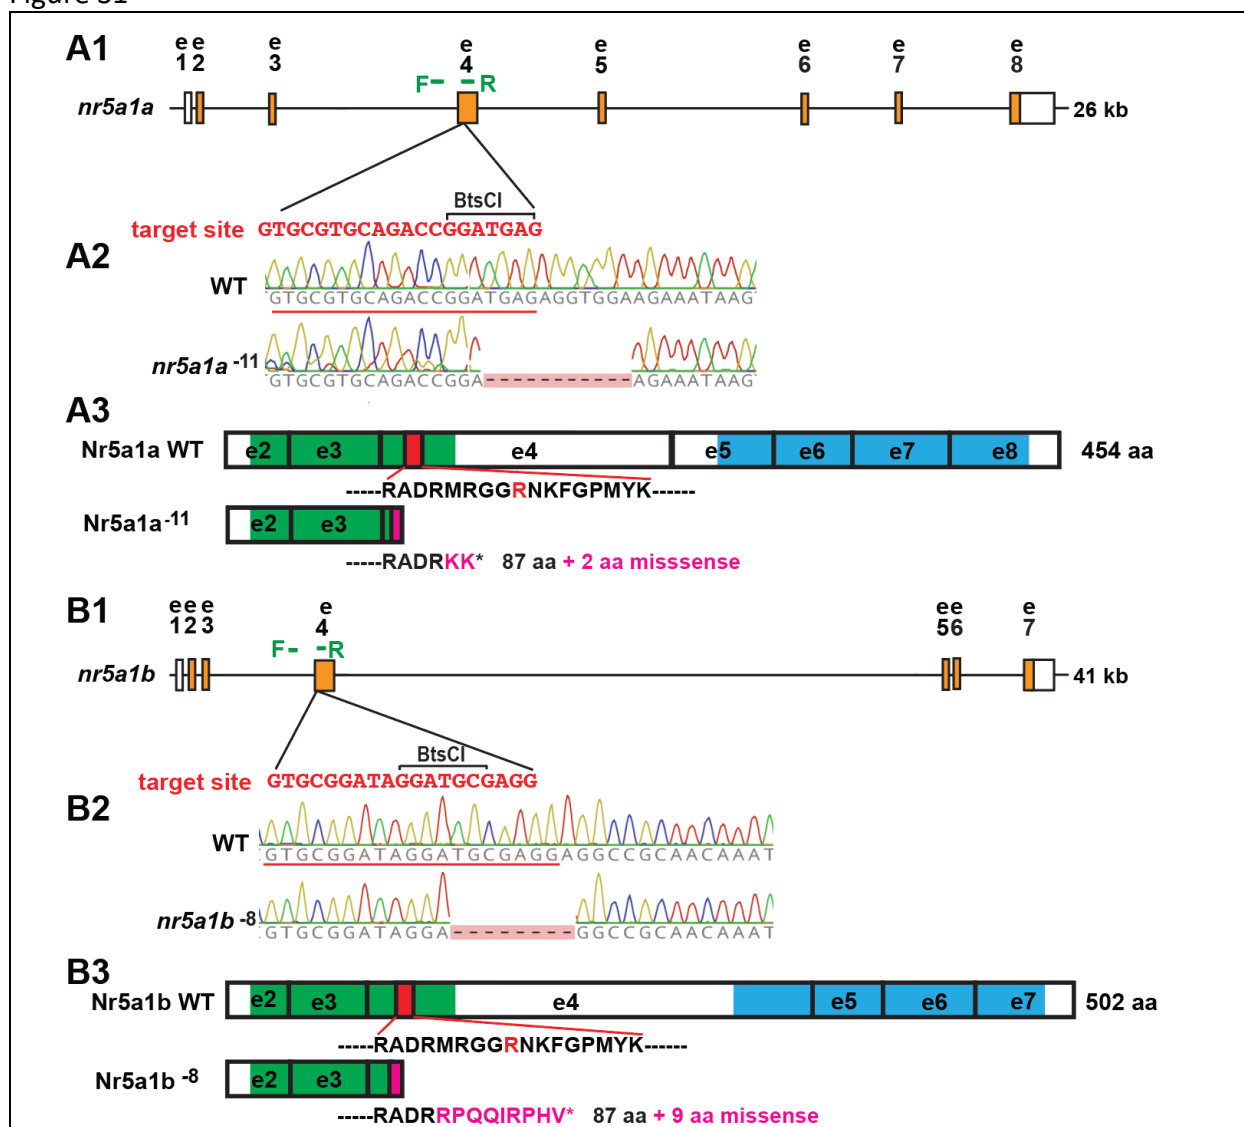 Figure S1
A1
e e e e e e e e
1 2 3 4 5 6 7 8
F R
nr5a1a
26 kb
BtsCI
target site GTGCGTGCAGACCGGATGAG
A2
WT
GTGCGTGCAGACCGGATGAGAGGTGGAAGAAATAAG
nr5a1a -11
GTGCGTGCAGACCGGA-----------AGAAATAAG
A3
Nr5a1a WT e2 e3 e4 e5 e6 e7 e8 454 aa
-----RADRMRGGRNKFGPMYK------
Nr5a1a-11 e2 e3
-----RADRKK* 87 aa + 2 aa misssense
B1
e e e e e e e
1 2 3 4 5 6 7
F R
nr5a1b
41 kb
BtsCI
target site GTGCGGATAGGATGCGAGG
B2
WT
GTGCGGATAGGATGCGAGGAGGCCGCAACAAAT
nr5a1b -8
GTGCGGATAGGA--------GGCCGCAACAAAT
B3
Nr5a1b WT e2 e3 e4 e5 e6 e7 502 aa
-----RADRMRGGRNKFGPMYK------
Nr5a1b -8 e2 e3
-----RADRRPQQIRPHV* 87 aa + 9 aa missense